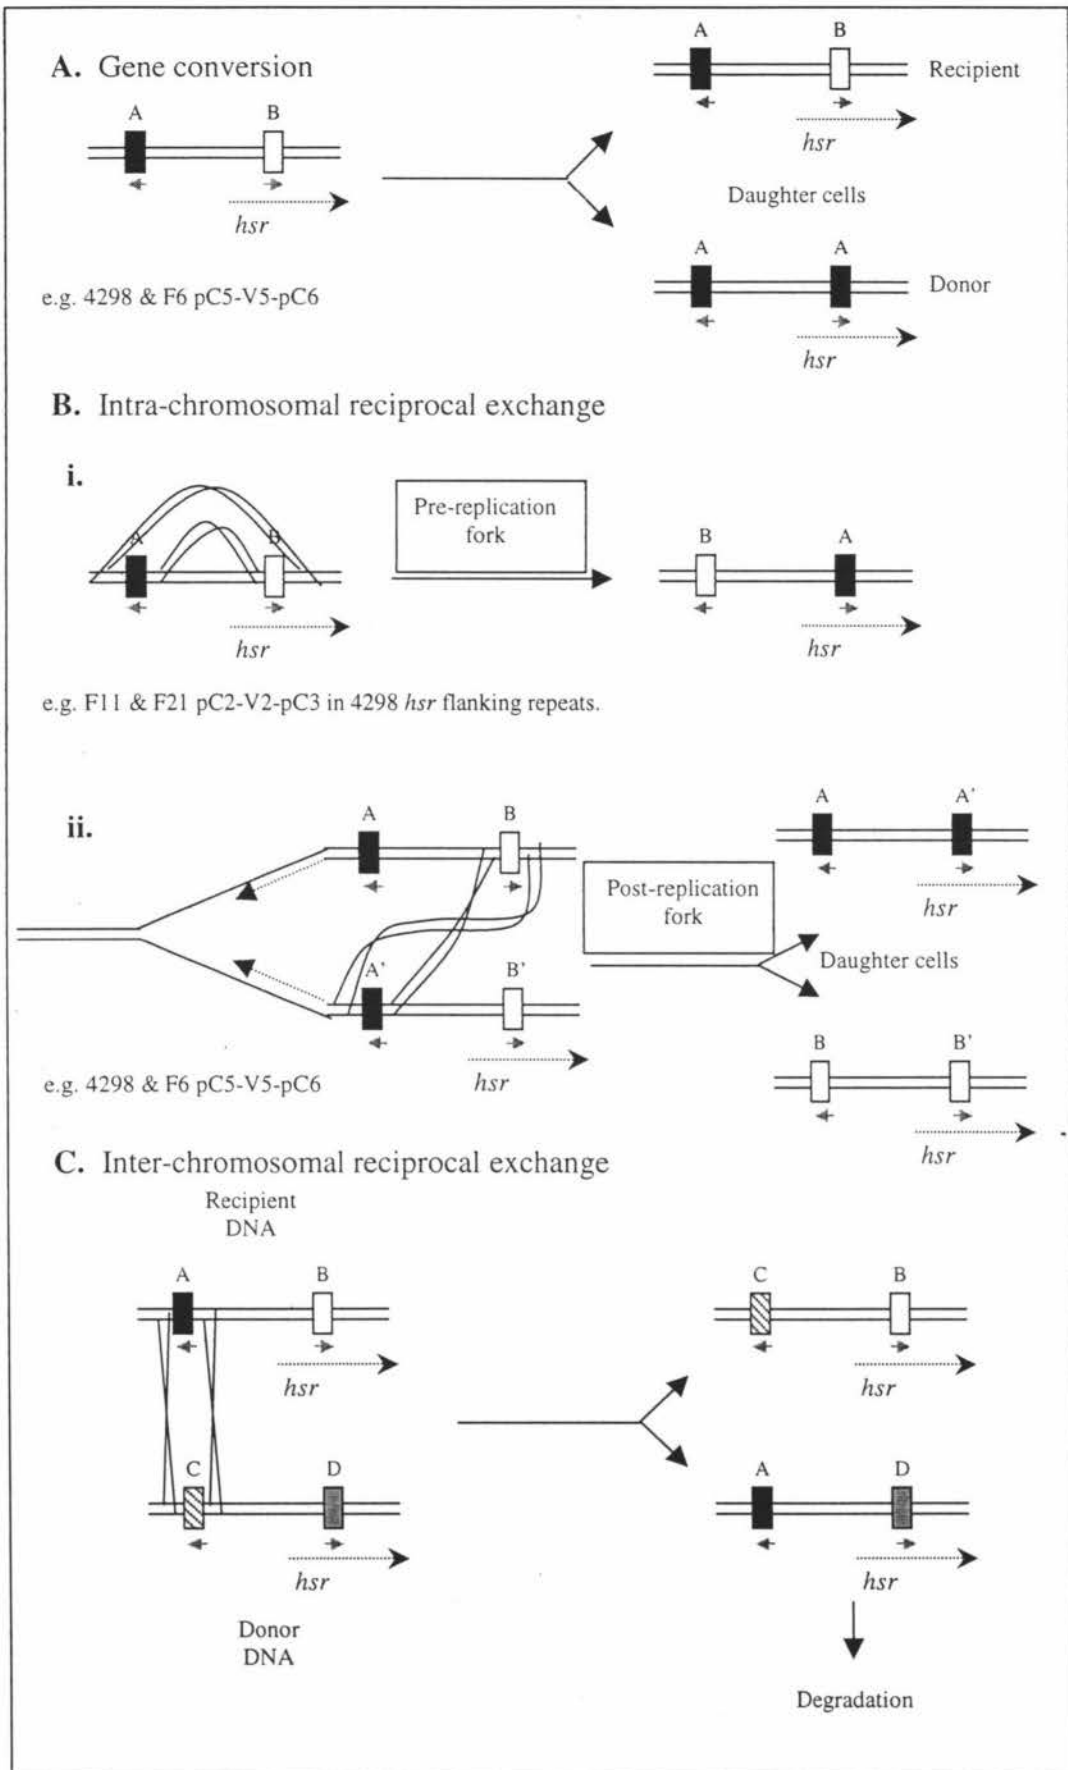 A. Gene conversion
A B
hsr
e.g. 4298 & F6 pC5-V5-pC6
A B
Recipient
hsr
Daughter cells
A A
Donor
hsr
B. Intra-chromosomal reciprocal exchange
i.
A B
hsr
Pre-replication
fork
B A
hsr
e.g. F11 & F21 pC2-V2-pC3 in 4298 hsr flanking repeats.
ii.
A B
A' B'
hsr
e.g. 4298 & F6 pC5-V5-pC6
Post-replication
fork
A A'
hsr
Daughter cells
B B'
hsr
C. Inter-chromosomal reciprocal exchange
Recipient
DNA
A B
hsr
C D
hsr
Donor
DNA
C B
hsr
A D
hsr
Degradation